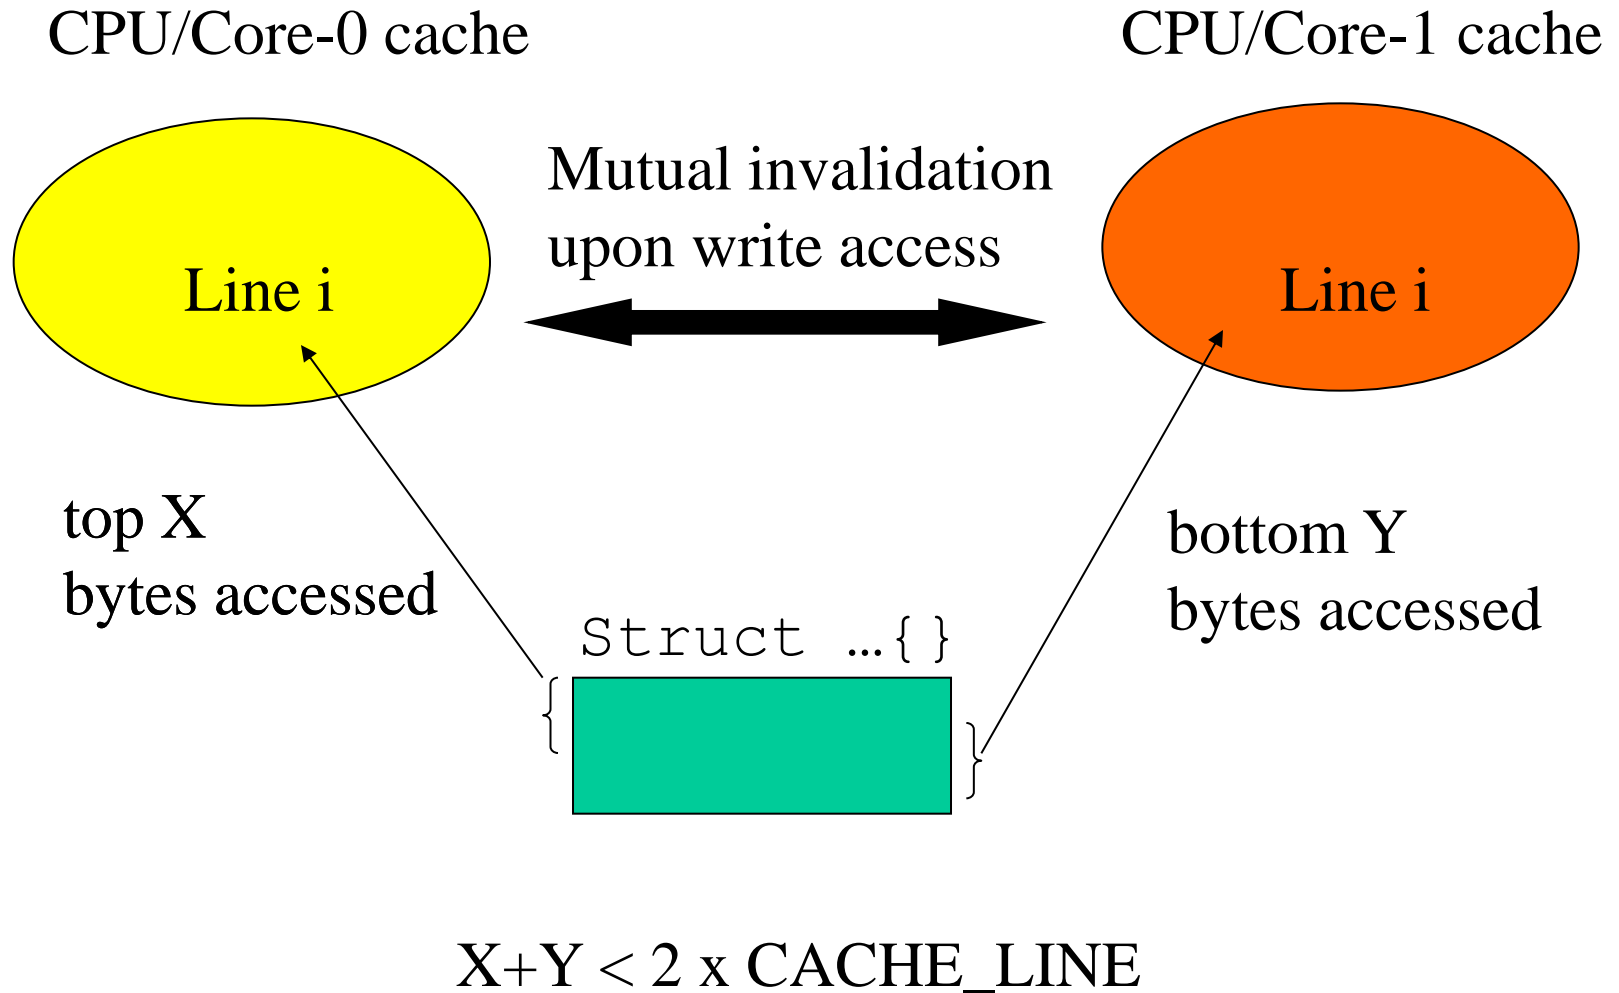 CPU/Core-0 cache
CPU/Core-1 cache
Mutual invalidation
upon write access
Line i
Line i
top X
bytes accessed
bottom Y
bytes accessed
Struct …{}
X+Y < 2 x CACHE_LINE